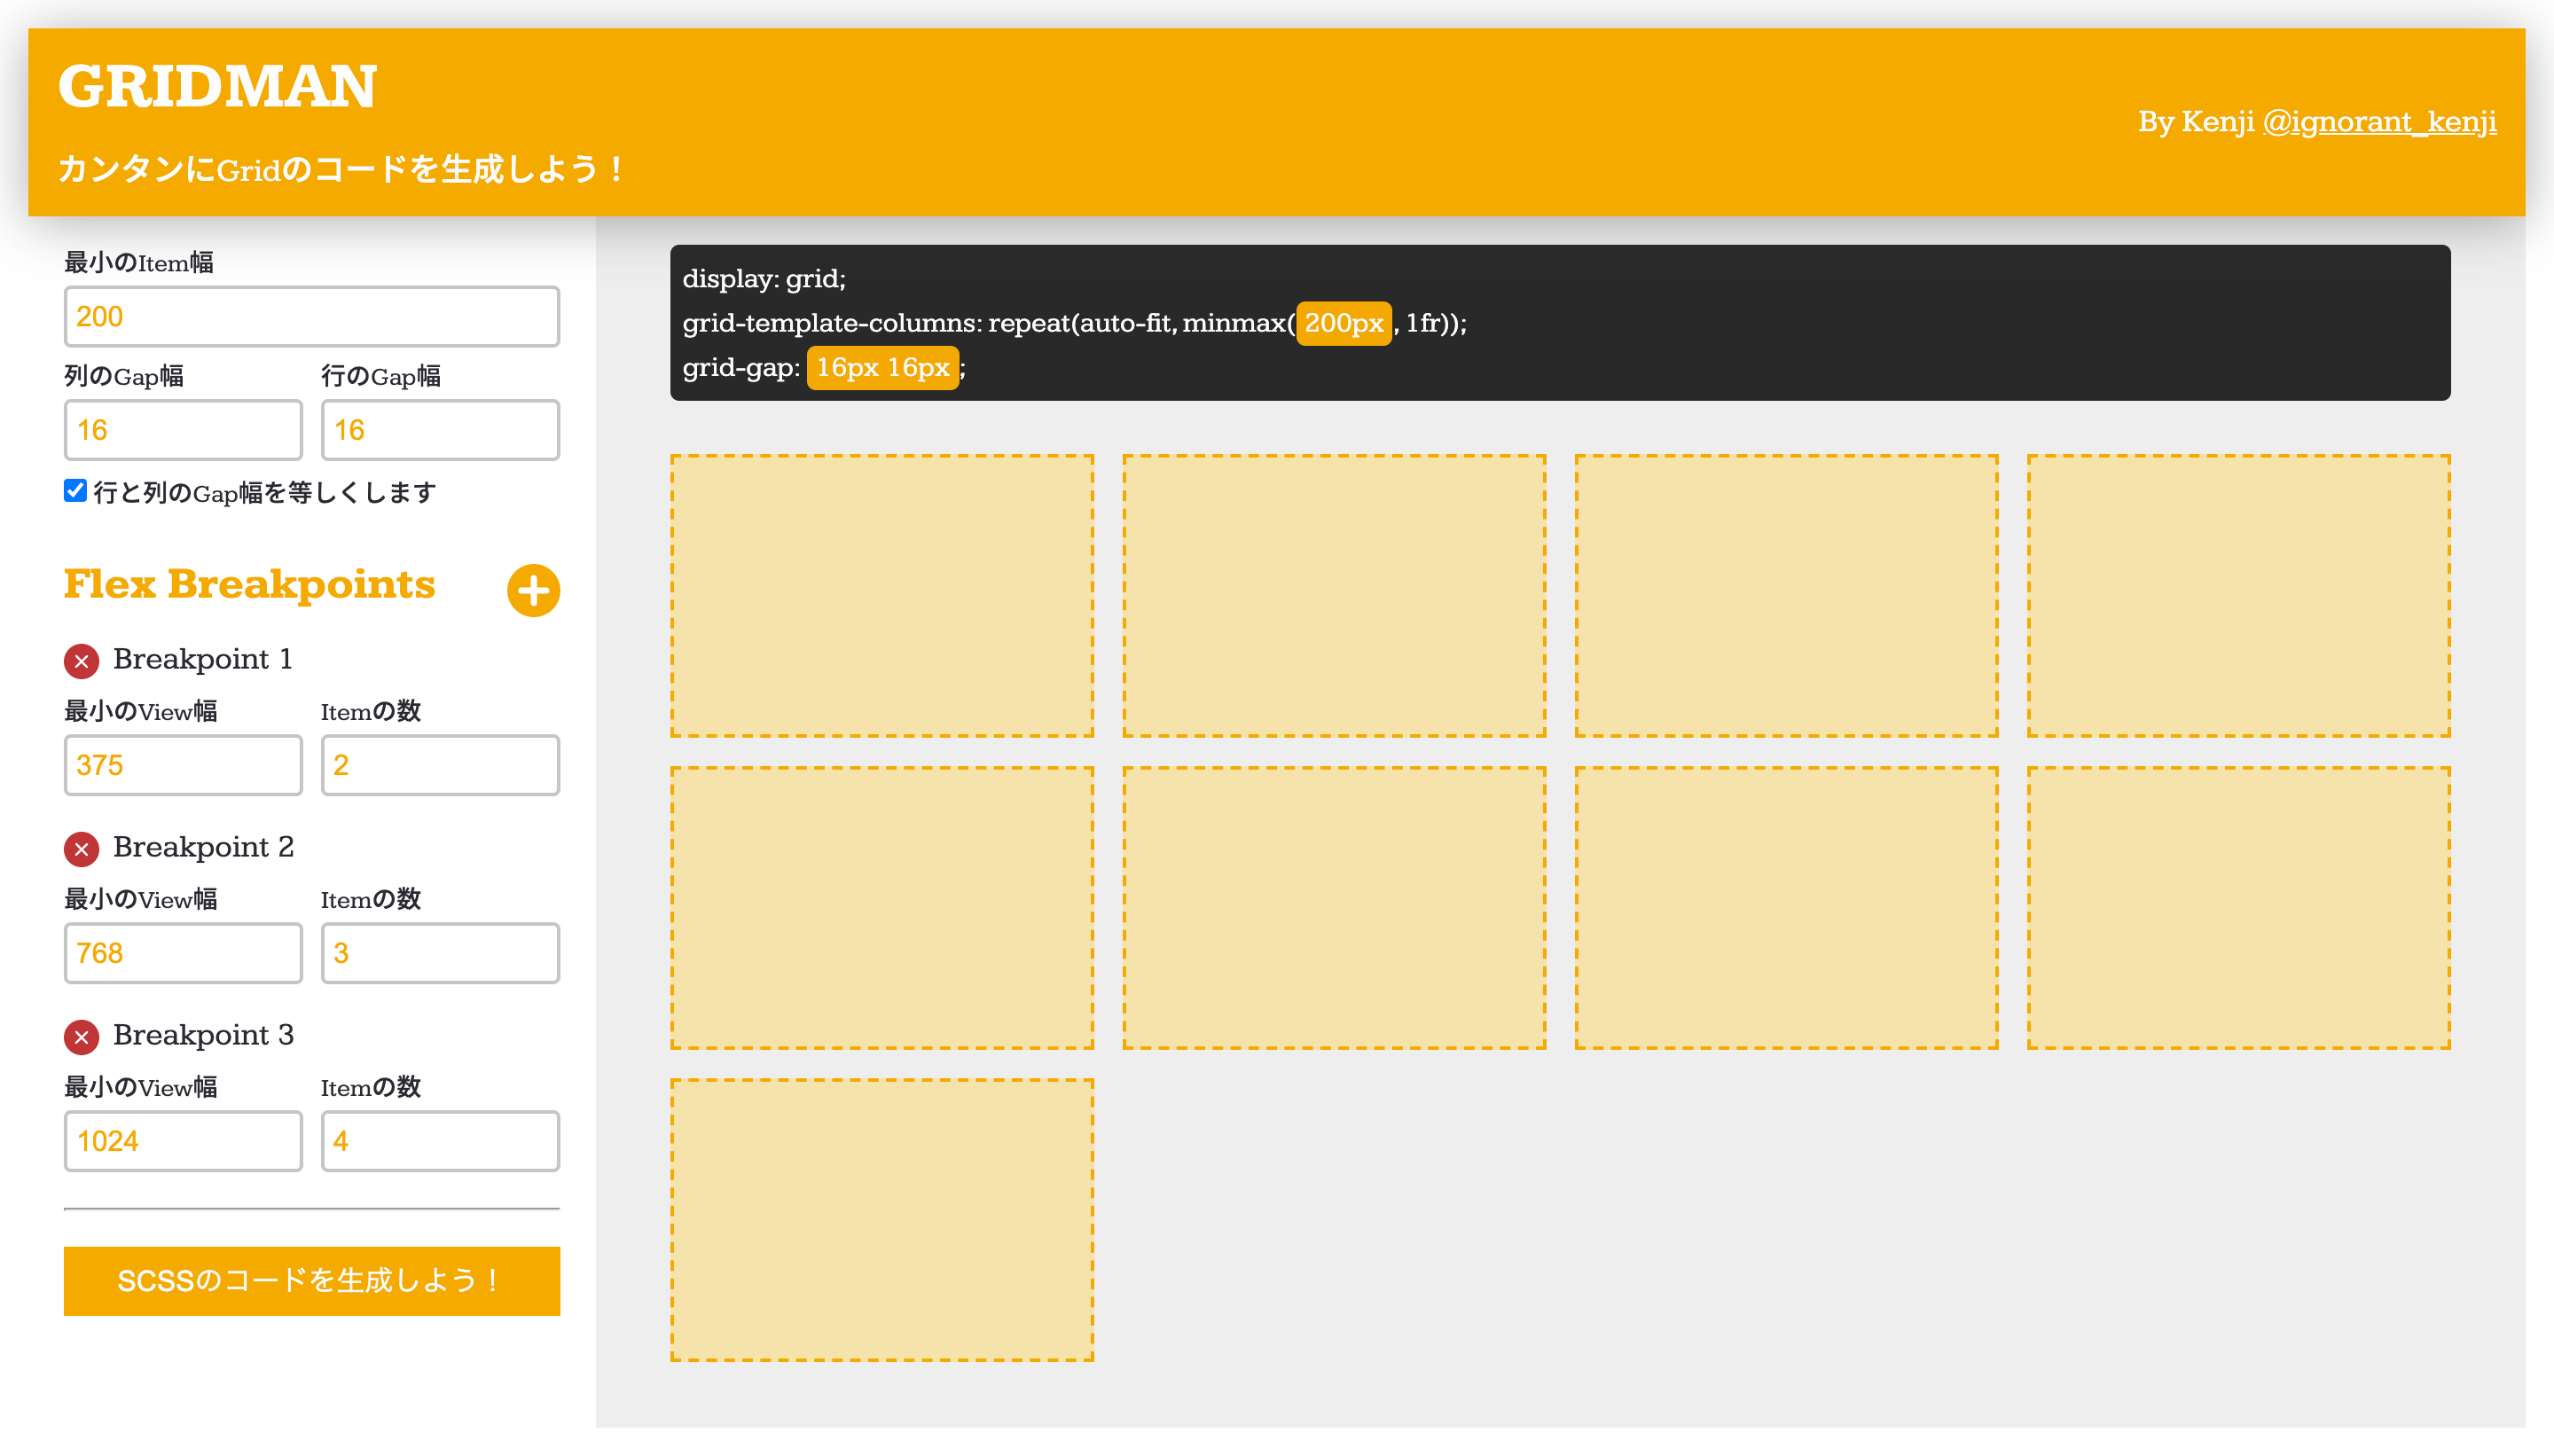 GRIDMAN
カンタンにGridのコードを生成しよう！
By Kenji @ignorant_kenji
最小のItem幅
200
列のGap幅 行のGap幅
16 16
行と列のGap幅を等しくします
Flex Breakpoints
Breakpoint 1
最小のView幅 Itemの数
375 2
Breakpoint 2
最小のView幅 Itemの数
768 3
Breakpoint 3
最小のView幅 Itemの数
1024 4
SCSSのコードを生成しよう！
display: grid;
grid-template-columns: repeat(auto-fit, minmax(200px, 1fr));
grid-gap: 16px 16px;